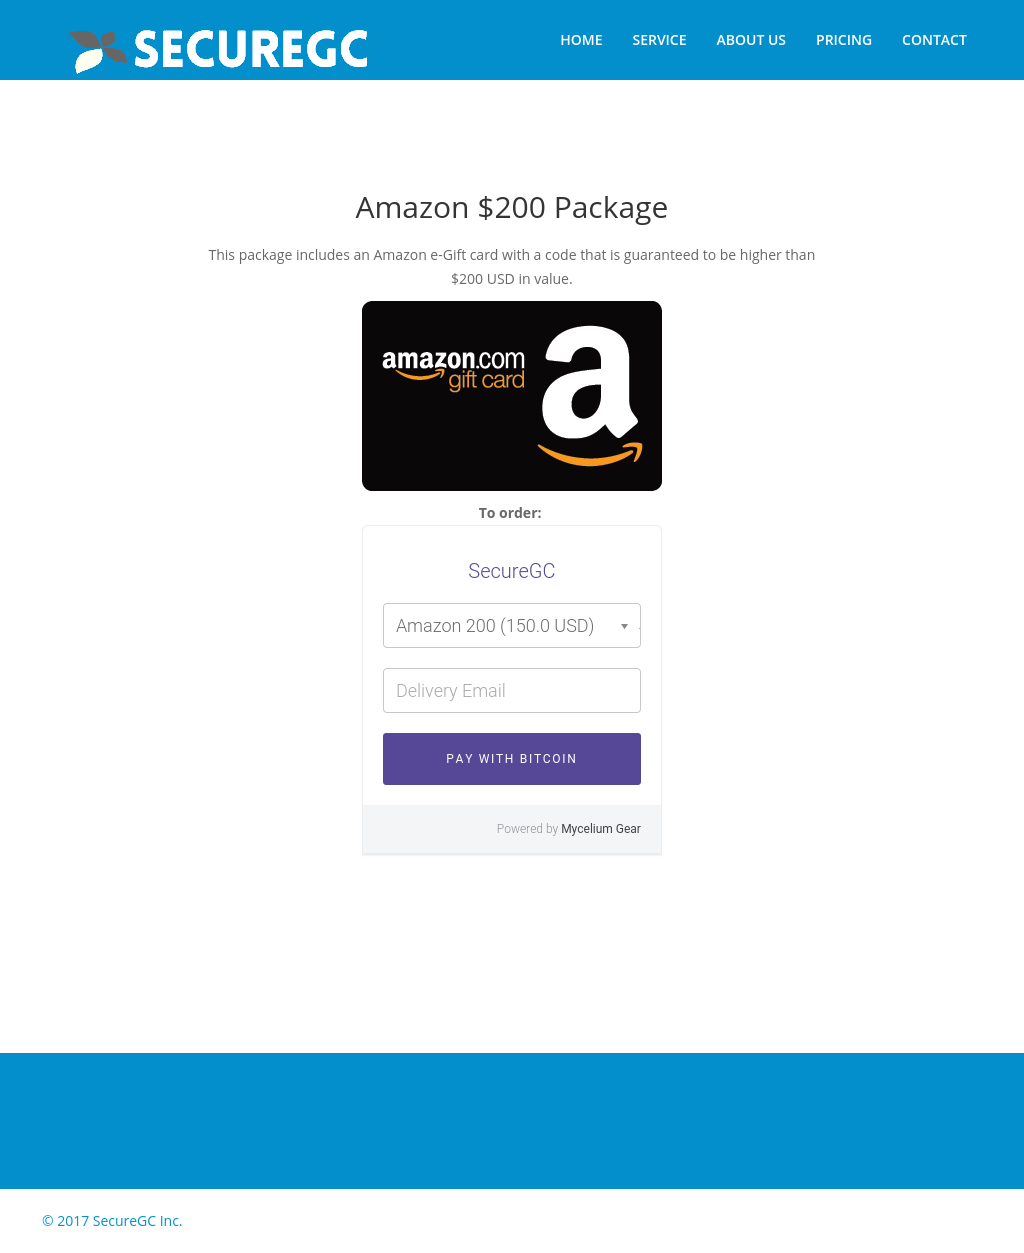 SECUREGC
HOME SERVICE ABOUT US PRICING CONTACT
Amazon $200 Package
This package includes an Amazon e-Gift card with a code that is guaranteed to be higher than
$200 USD in value.
amazon.com
gift card
a
To order:
SecureGC
Amazon 200 (150.0 USD)
Delivery Email
PAY WITH BITCOIN
Powered by Mycelium Gear
© 2017 SecureGC Inc.